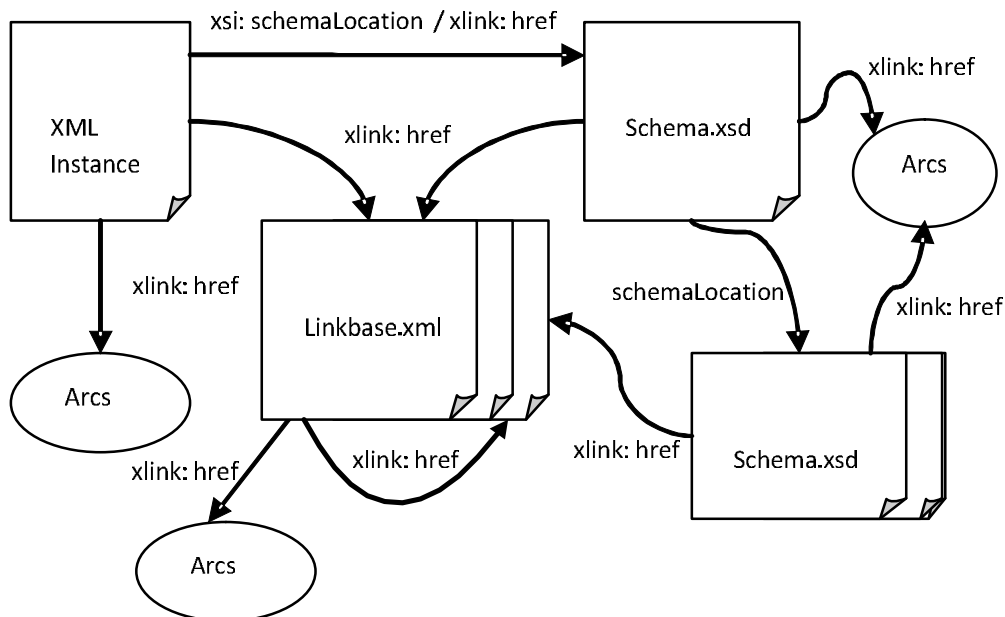 xsi: schemaLocation / xlink: href
xlink: href
XML
Instance
xlink: href
Schema.xsd
Arcs
xlink: href
schemaLocation
xlink: href
Linkbase.xml
Arcs
xlink: href
xlink: href
xlink: href
Schema.xsd
Arcs